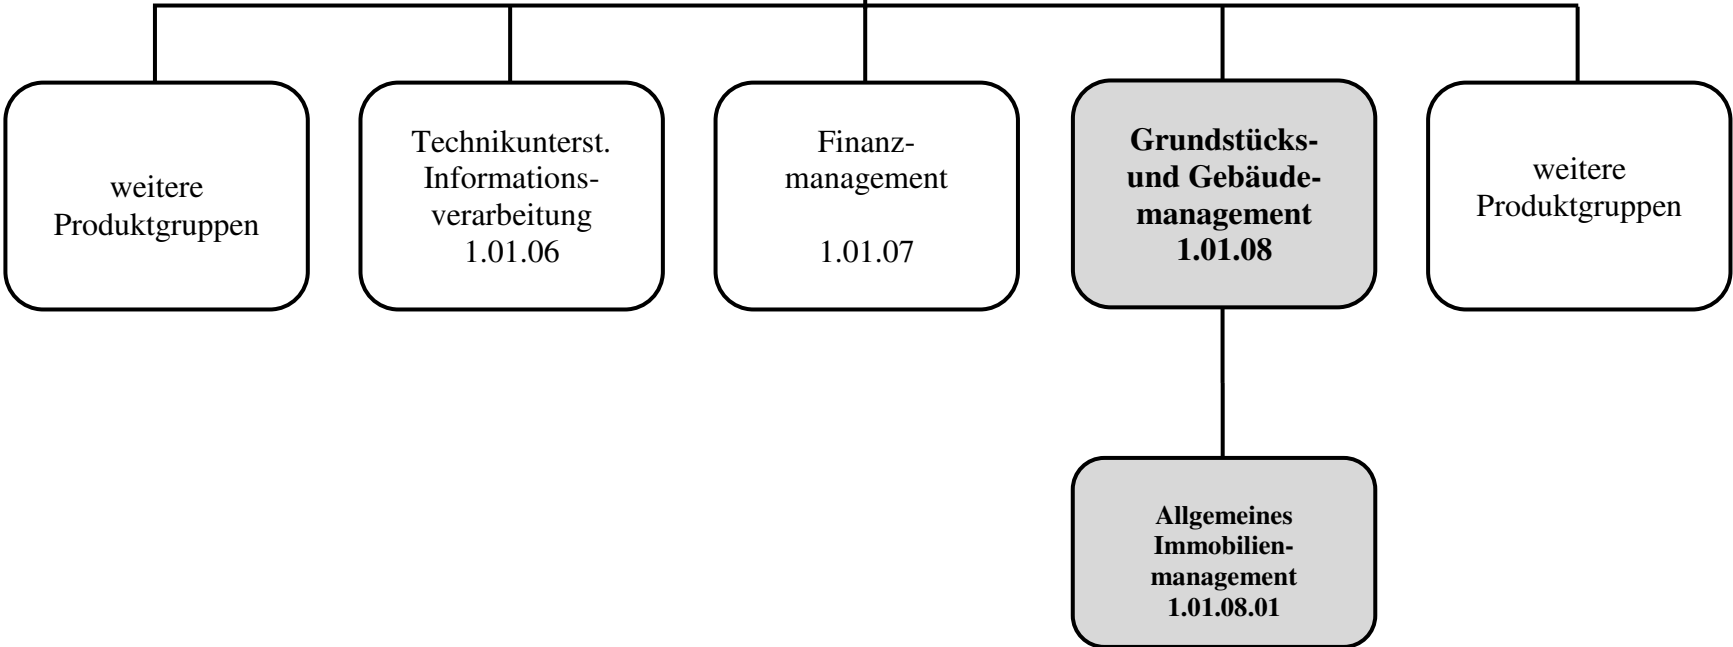 weitere
Produktgruppen
Technikunterst.
Informations-
verarbeitung
1.01.06
Finanz-
management
1.01.07
Grundstücks-
und Gebäude-
management
1.01.08
weitere
Produktgruppen
Allgemeines
Immobilien-
management
1.01.08.01